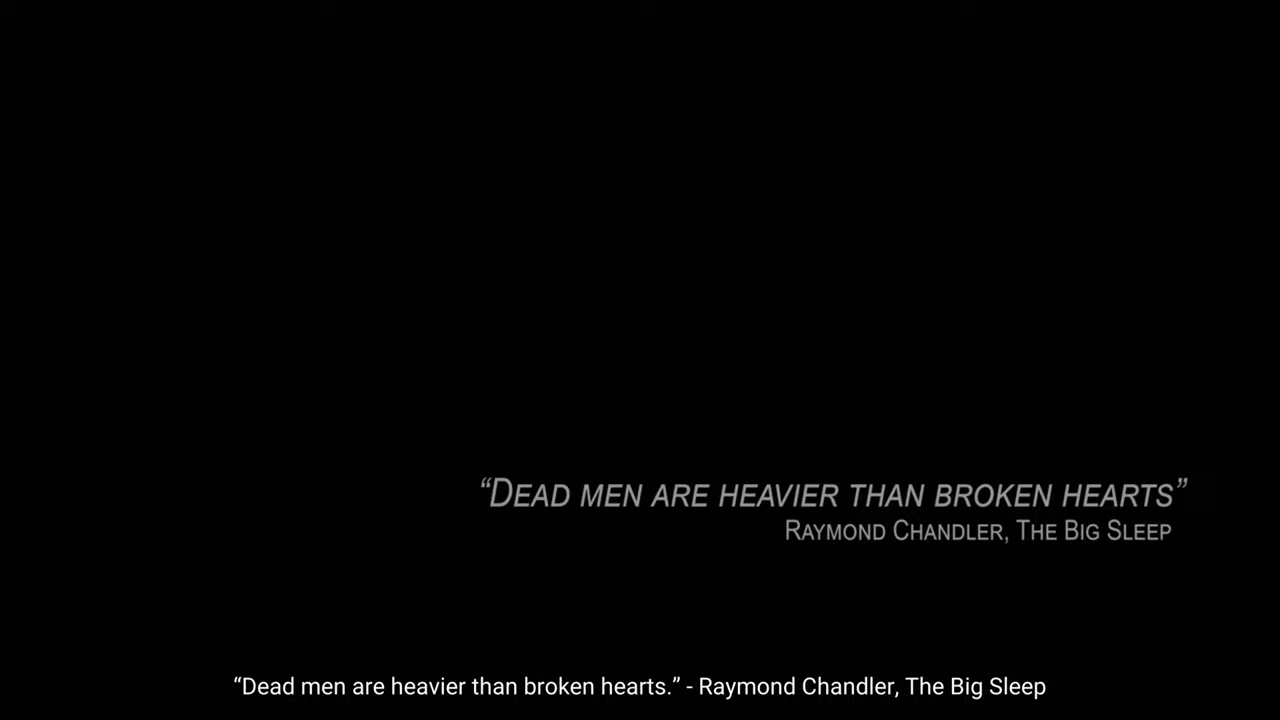 “DEAD MEN ARE HEAVIER THAN BROKEN HEARTS”
RAYMOND CHANDLER, THE BIG SLEEP
“Dead men are heavier than broken hearts.” - Raymond Chandler, The Big Sleep